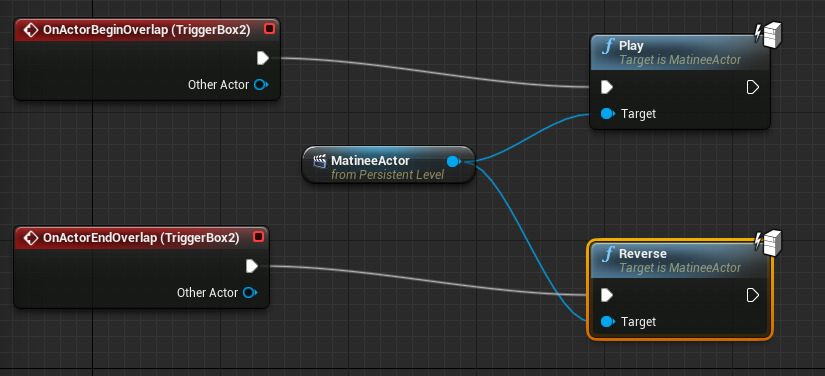 OnActorBeginOverlap (TriggerBox2)
Other Actor
f Play
Target is MatineeActor
Target
MatineeActor
from Persistent Level
OnActorEndOverlap (TriggerBox2)
Other Actor
f Reverse
Target is MatineeActor
Target